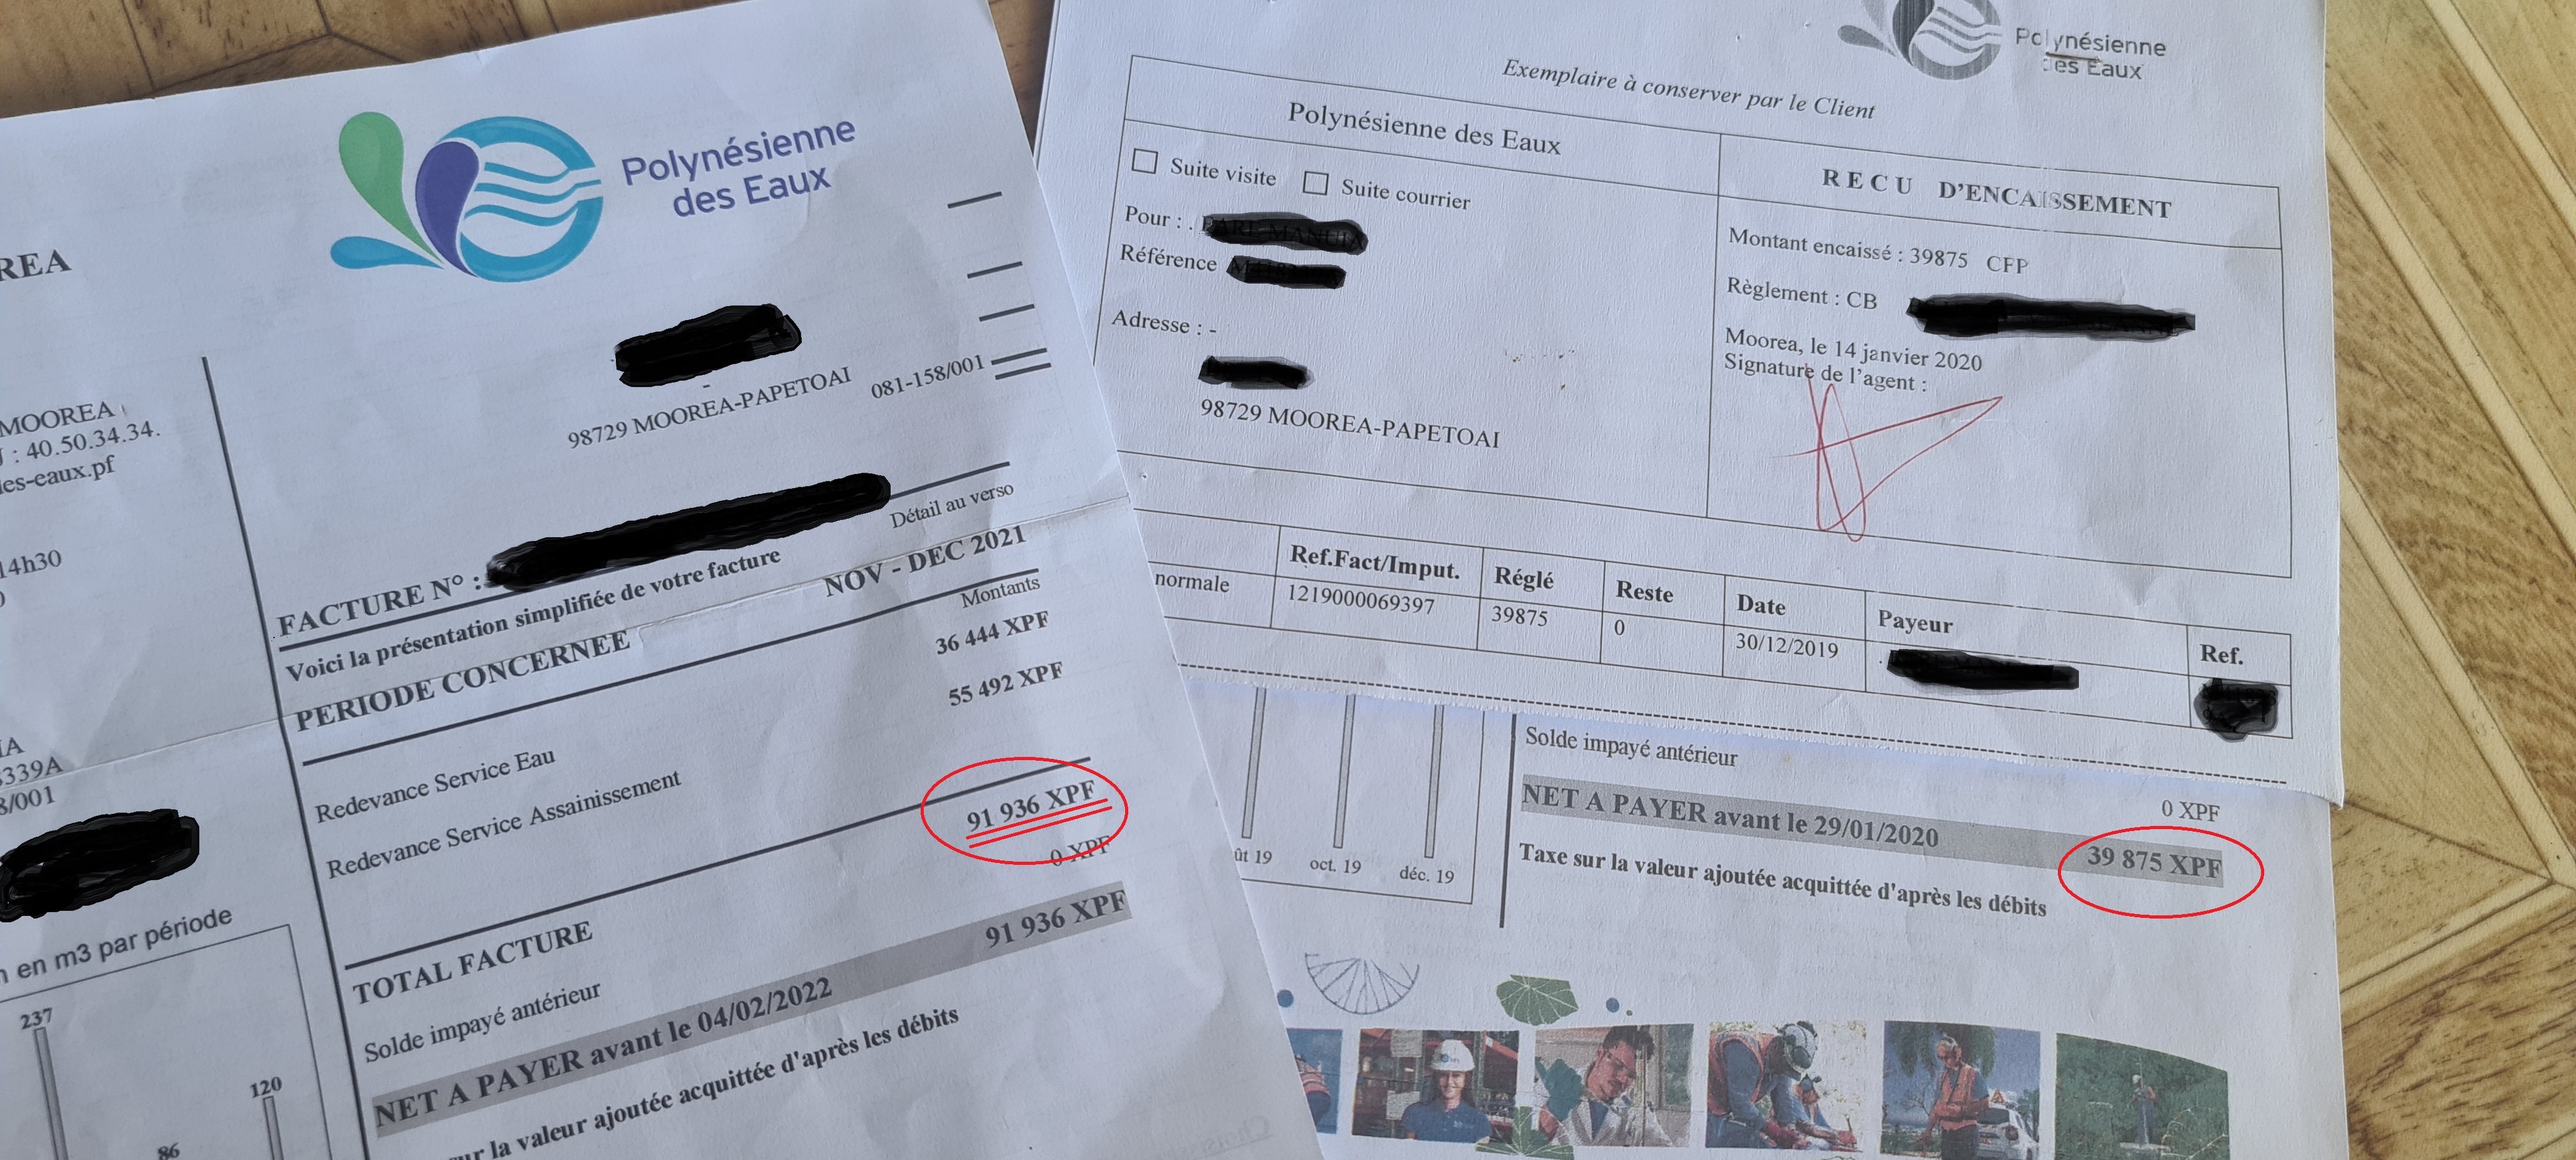 REA
Polynésienne
des Eaux
98729 MOOREA-PAPETOAI
081-158/001
MOOREA
: 40.50.34.34.
es-eaux.pf
14h30
FACTURE N° :
Détail au verso
Voici la présentation simplifiée de votre facture
PERIODE CONCERNEE NOV - DEC 2021
Montants
Redevance Service Eau 36 444 XPF
Redevance Service Assainissement 55 492 XPF
TOTAL FACTURE 91 936 XPF
Solde impayé antérieur 0 XPF
NET A PAYER avant le 04/02/2022 91 936 XPF
ur la valeur ajoutée acquittée d'après les débits
IA
339A
8/001
en m3 par période
237
86
120
Polynésienne
des Eaux
Exemplaire à conserver par le Client
Polynésienne des Eaux
Suite visite Suite courrier
Pour : .
Référence
Adresse : -
98729 MOOREA-PAPETOAI
RECU D'ENCAISSEMENT
Montant encaissé : 39875 CFP
Règlement : CB
Moorea, le 14 janvier 2020
Signature de l'agent :
Ref.Fact/Imput. Réglé Reste Date Payeur Ref.
normale 1219000069397 39875 0 30/12/2019
Solde impayé antérieur 0 XPF
NET A PAYER avant le 29/01/2020 39 875 XPF
Taxe sur la valeur ajoutée acquittée d'après les débits
ût 19 oct. 19 déc. 19